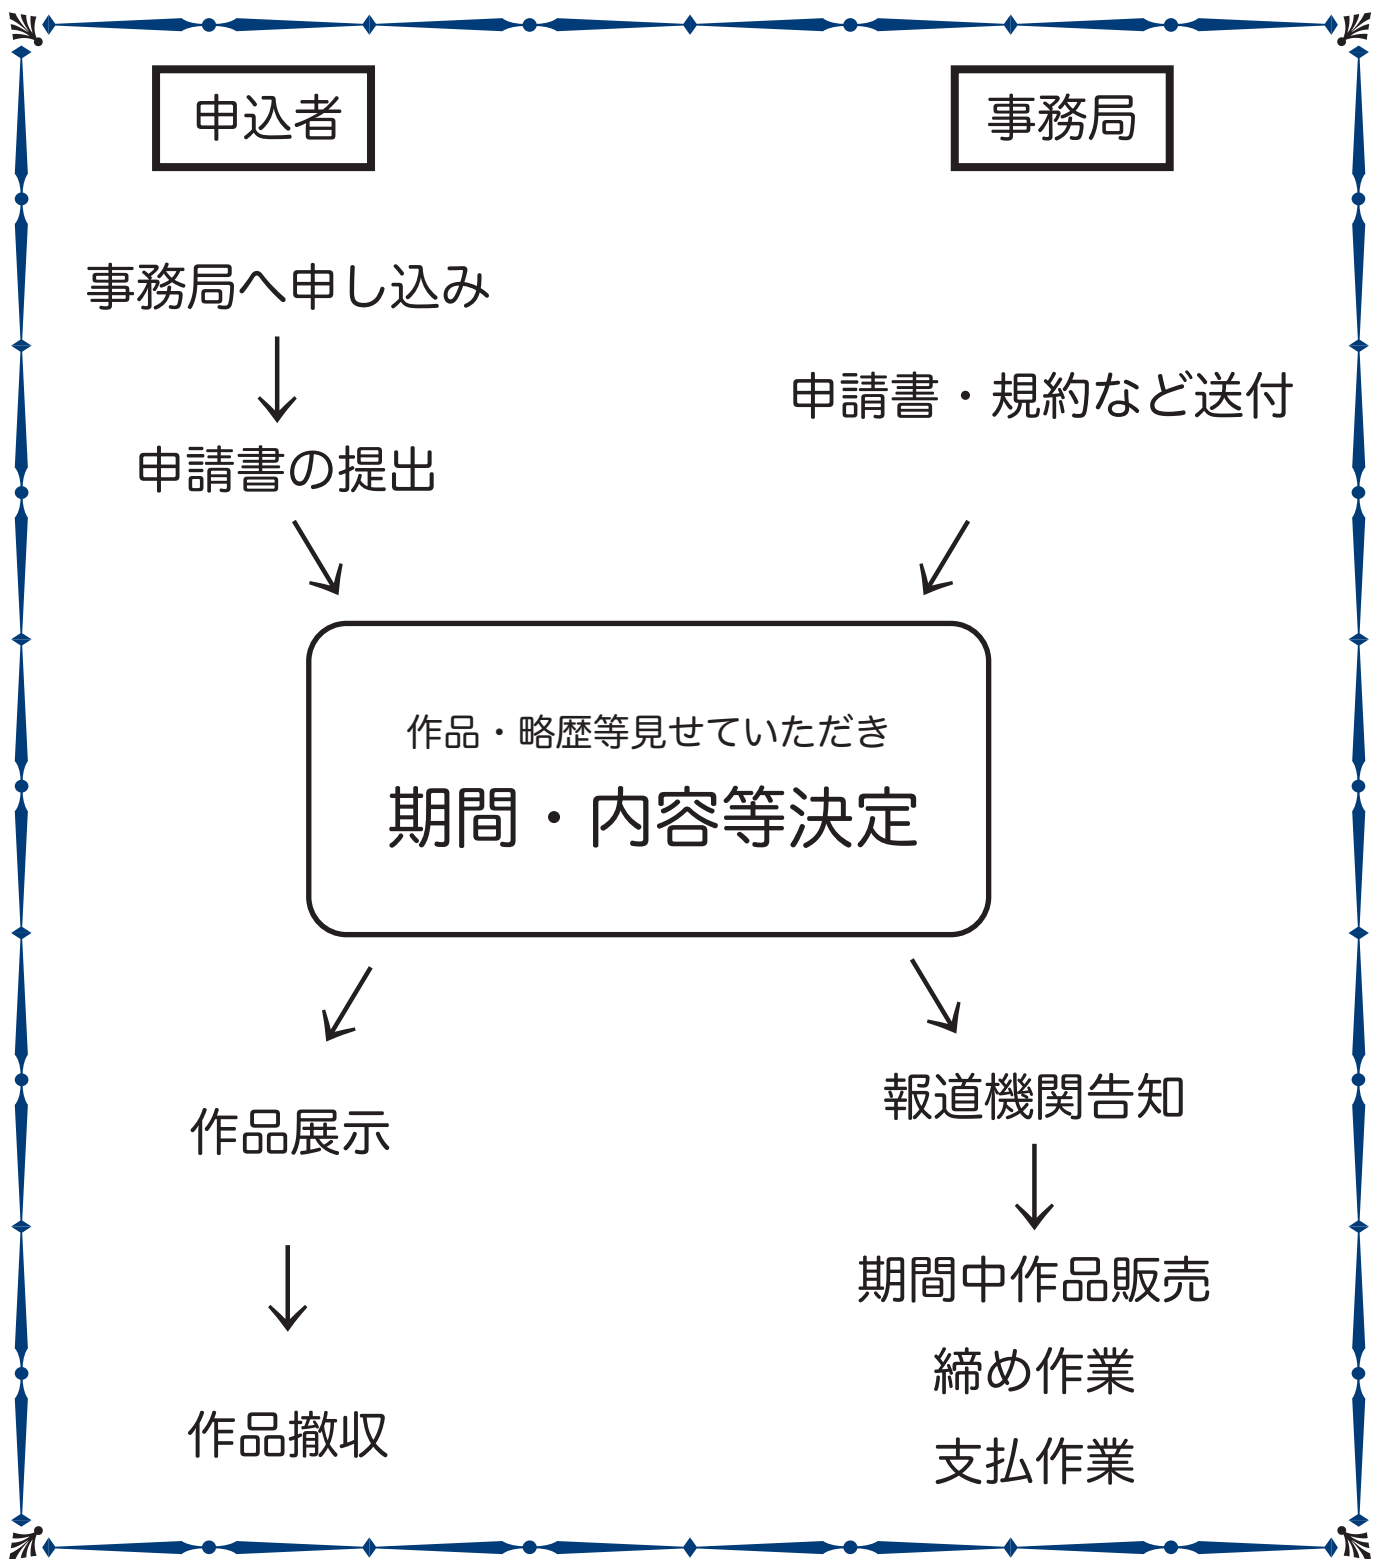 申込者
事務局
事務局へ申し込み
申請書・規約など送付
申請書の提出
作品・略歴等見せていただき
期間・内容等決定
作品展示
報道機関告知
期間中作品販売
締め作業
作品撤収
支払作業